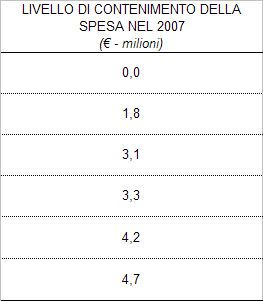 LIVELLO DI CONTENIMENTO DELLA
SPESA NEL 2007
(€ - milioni)
0,0
1,8
3,1
3,3
4,2
4,7